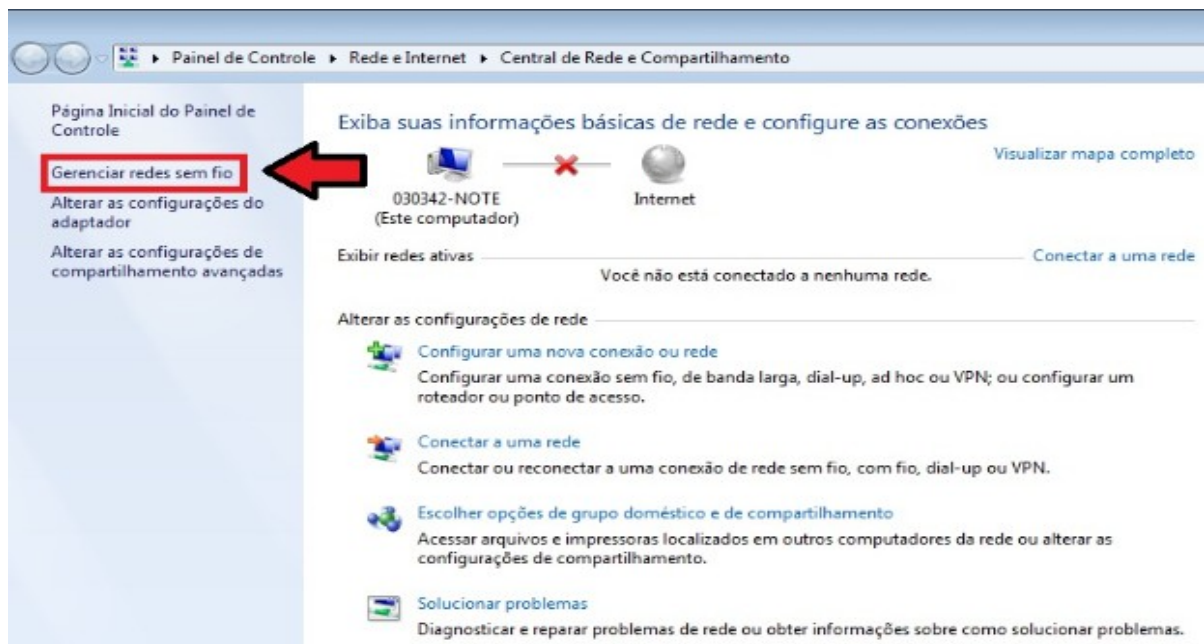 Painel de Controle ▸ Rede e Internet ▸ Central de Rede e Compartilhamento
Página Inicial do Painel de
Controle
Gerenciar redes sem fio
Alterar as configurações do
adaptador
Alterar as configurações de
compartilhamento avançadas
Exiba suas informações básicas de rede e configure as conexões
Visualizar mapa completo
030342-NOTE
(Este computador)
Internet
Exibir redes ativas
Conectar a uma rede
Você não está conectado a nenhuma rede.
Alterar as configurações de rede
Configurar uma nova conexão ou rede
Configurar uma conexão sem fio, de banda larga, dial-up, ad hoc ou VPN; ou configurar um
roteador ou ponto de acesso.
Conectar a uma rede
Conectar ou reconectar a uma conexão de rede sem fio, com fio, dial-up ou VPN.
Escolher opções de grupo doméstico e de compartilhamento
Acessar arquivos e impressoras localizados em outros computadores da rede ou alterar as
configurações de compartilhamento.
Solucionar problemas
Diagnosticar e reparar problemas de rede ou obter informações sobre como solucionar problemas.